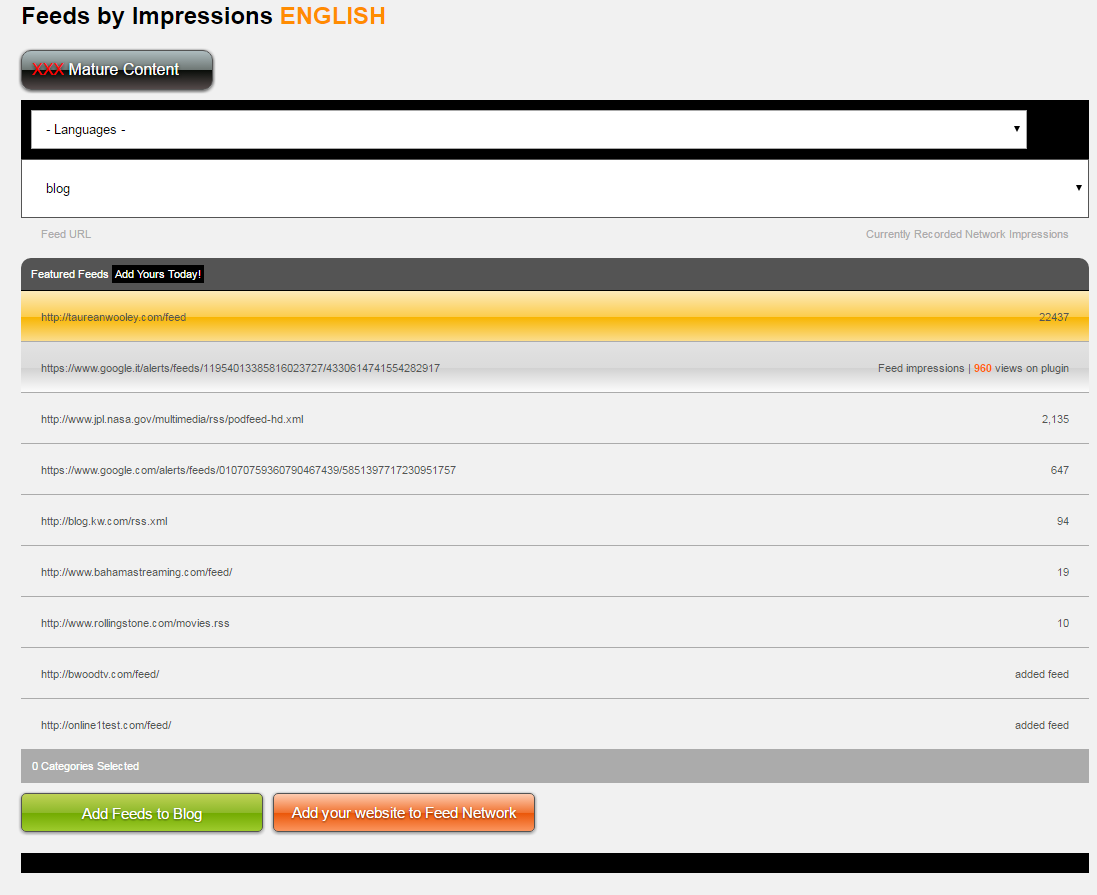 Feeds by Impressions ENGLISH
XXX Mature Content
- Languages -
blog
Feed URL Currently Recorded Network Impressions
Featured Feeds Add Yours Today!
http://taureanwooley.com/feed 22437
https://www.google.it/alerts/feeds/11954013385816023727/4330614741554282917 Feed impressions | 960 views on plugin
http://www.jpl.nasa.gov/multimedia/rss/podfeed-hd.xml 2,135
https://www.google.com/alerts/feeds/01070759360790467439/5851397717230951757 647
http://blog.kw.com/rss.xml 94
http://www.bahamastreaming.com/feed/ 19
http://www.rollingstone.com/movies.rss 10
http://bwoodtv.com/feed/ added feed
http://online1test.com/feed/ added feed
0 Categories Selected
Add Feeds to Blog Add your website to Feed Network